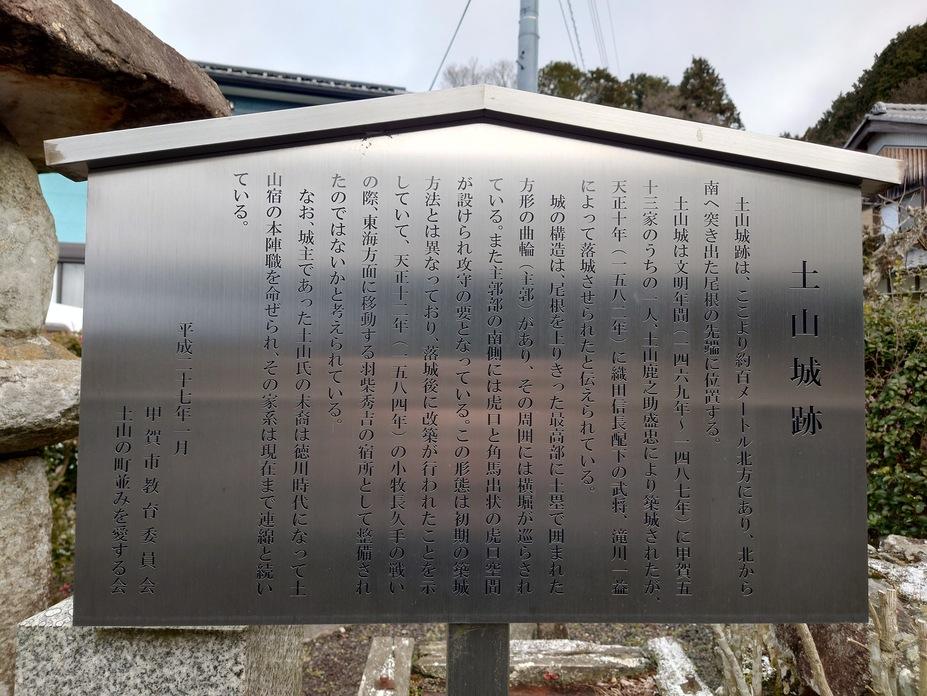 土山城跡
土山城跡は、ここより約百メートル北方にあり、北から
南へ突き出た尾根の先端に位置する。
土山城は文明年間(一四六九年～一四八七年)に甲賀五
十三家のうちの一人、土山鹿之助盛忠により築城されたが、
天正十年(一五八二年)に織田信長配下の武将、滝川一益
によって落城させられたと伝えられている。
城の構造は、尾根を上りきった最高部に土塁で囲まれた
方形の曲輪(主郭)があり、その周囲には横堀が巡らされ
ている。また主郭部の南側には虎口と角馬出状の虎口空間
が設けられ攻守の要となっている。この形態は初期の築城
方法とは異なっており、落城後に改築が行われたことを示
していて、天正十二年(一五八四年)の小牧長久手の戦い
の際、東海方面に移動する羽柴秀吉の宿所として整備され
たのではないかと考えられている。
なお、城主であった土山氏の末裔は徳川時代になって土
山宿の本陣職を命ぜられ、その家系は現在まで連綿と続い
ている。
平成二十七年一月
甲賀市教育委員会
土山の町並みを愛する会